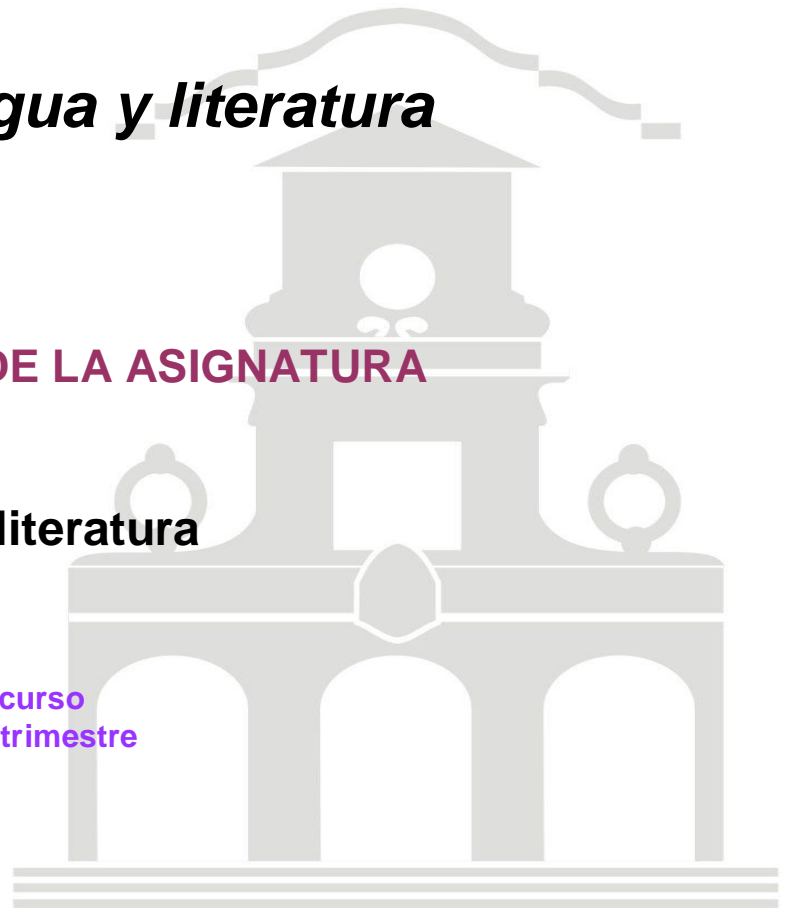 gua y literatura
DE LA ASIGNATURA
literatura
curso
trimestre